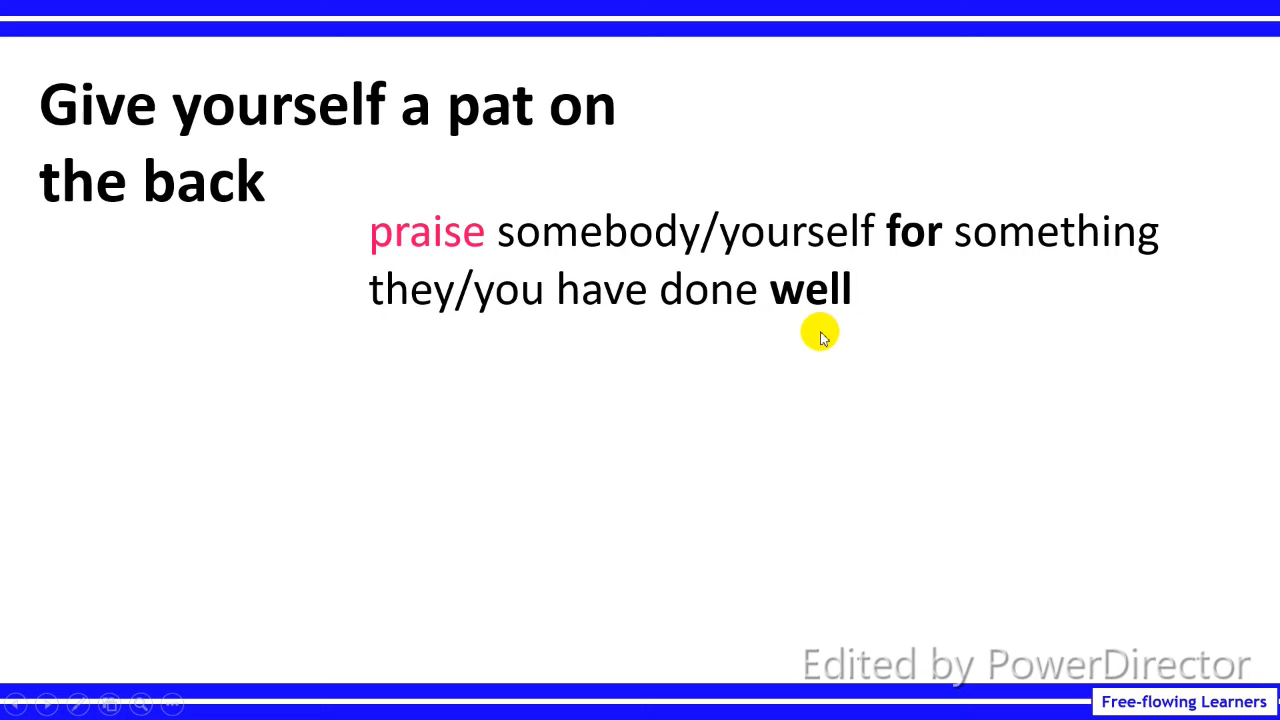 Give yourself a pat on
the back
praise somebody/yourself for something
they/you have done well
Edited by PowerDirector
Free-flowing Learners